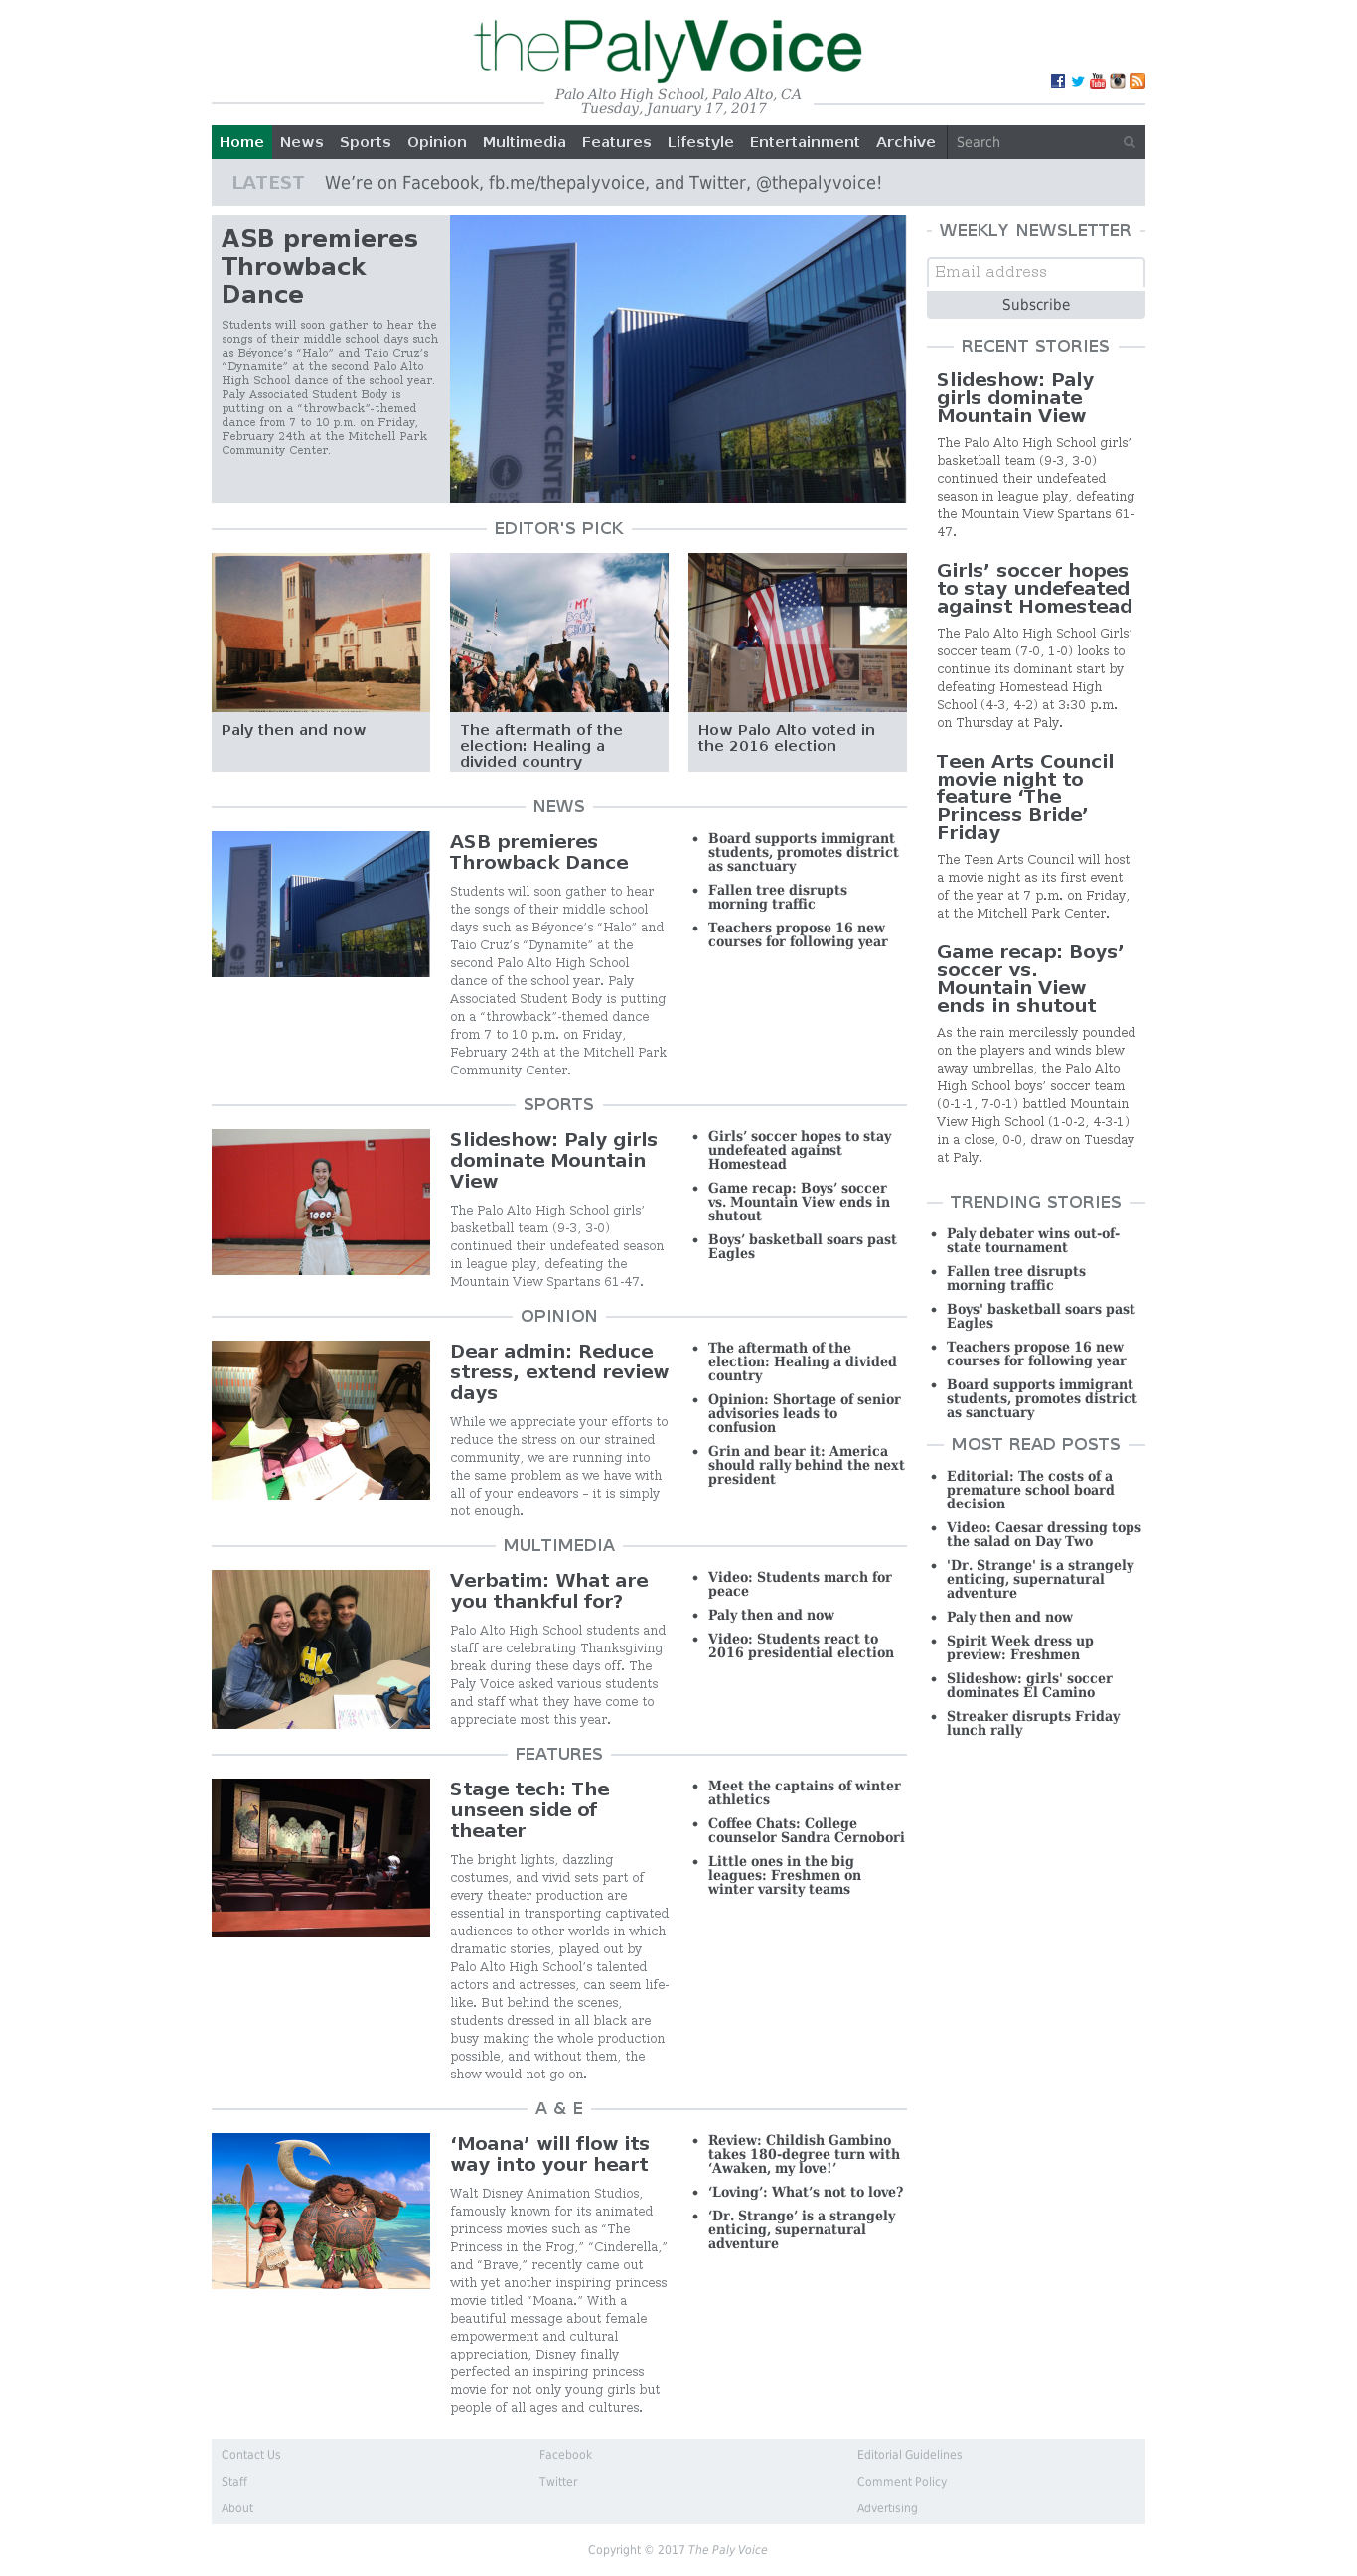 thePalyVoice
Palo Alto High School, Palo Alto, CA
Tuesday, January 17, 2017
Home News Sports Opinion Multimedia Features Lifestyle Entertainment Archive Search
LATEST We’re on Facebook, fb.me/thepalyvoice, and Twitter, @thepalyvoice!
ASB premieres
Throwback
Dance
Students will soon gather to hear the
songs of their middle school days such
as Béyonce’s “Halo” and Taio Cruz’s
“Dynamite” at the second Palo Alto
High School dance of the school year.
Paly Associated Student Body is
putting on a “throwback”-themed
dance from 7 to 10 p.m. on Friday,
February 24th at the Mitchell Park
Community Center.
MITCHELL PARK CENTER
EDITOR'S PICK
MY
Paly then and now
The aftermath of the
election: Healing a
divided country
How Palo Alto voted in
the 2016 election
NEWS
MITCHELL PARK CENTER
ASB premieres
Throwback Dance
Students will soon gather to hear
the songs of their middle school
days such as Béyonce’s “Halo” and
Taio Cruz’s “Dynamite” at the
second Palo Alto High School
dance of the school year. Paly
Associated Student Body is putting
on a “throwback”-themed dance
from 7 to 10 p.m. on Friday,
February 24th at the Mitchell Park
Community Center.
Board supports immigrant
students, promotes district
as sanctuary
Fallen tree disrupts
morning traffic
Teachers propose 16 new
courses for following year
SPORTS
1000
Slideshow: Paly girls
dominate Mountain
View
The Palo Alto High School girls’
basketball team (9-3, 3-0)
continued their undefeated season
in league play, defeating the
Mountain View Spartans 61-47.
Girls’ soccer hopes to stay
undefeated against
Homestead
Game recap: Boys’ soccer
vs. Mountain View ends in
shutout
Boys’ basketball soars past
Eagles
OPINION
Dear admin: Reduce
stress, extend review
days
While we appreciate your efforts to
reduce the stress on our strained
community, we are running into
the same problem as we have with
all of your endeavors – it is simply
not enough.
The aftermath of the
election: Healing a divided
country
Opinion: Shortage of senior
advisories leads to
confusion
Grin and bear it: America
should rally behind the next
president
MULTIMEDIA
Verbatim: What are
you thankful for?
Palo Alto High School students and
staff are celebrating Thanksgiving
break during these days off. The
Paly Voice asked various students
and staff what they have come to
appreciate most this year.
Video: Students march for
peace
Paly then and now
Video: Students react to
2016 presidential election
FEATURES
Stage tech: The
unseen side of
theater
The bright lights, dazzling
costumes, and vivid sets part of
every theater production are
essential in transporting captivated
audiences to other worlds in which
dramatic stories, played out by
Palo Alto High School’s talented
actors and actresses, can seem life-
like. But behind the scenes,
students dressed in all black are
busy making the whole production
possible, and without them, the
show would not go on.
Meet the captains of winter
athletics
Coffee Chats: College
counselor Sandra Cernobori
Little ones in the big
leagues: Freshmen on
winter varsity teams
A & E
‘Moana’ will flow its
way into your heart
Walt Disney Animation Studios,
famously known for its animated
princess movies such as “The
Princess in the Frog,” “Cinderella,”
and “Brave,” recently came out
with yet another inspiring princess
movie titled “Moana.” With a
beautiful message about female
empowerment and cultural
appreciation, Disney finally
perfected an inspiring princess
movie for not only young girls but
people of all ages and cultures.
Review: Childish Gambino
takes 180-degree turn with
‘Awaken, my love!’
‘Loving’: What’s not to love?
‘Dr. Strange’ is a strangely
enticing, supernatural
adventure
WEEKLY NEWSLETTER
Email address
Subscribe
RECENT STORIES
Slideshow: Paly
girls dominate
Mountain View
The Palo Alto High School girls’
basketball team (9-3, 3-0)
continued their undefeated
season in league play, defeating
the Mountain View Spartans 61-
47.
Girls’ soccer hopes
to stay undefeated
against Homestead
The Palo Alto High School Girls’
soccer team (7-0, 1-0) looks to
continue its dominant start by
defeating Homestead High
School (4-3, 4-2) at 3:30 p.m.
on Thursday at Paly.
Teen Arts Council
movie night to
feature ‘The
Princess Bride’
Friday
The Teen Arts Council will host
a movie night as its first event
of the year at 7 p.m. on Friday,
at the Mitchell Park Center.
Game recap: Boys’
soccer vs.
Mountain View
ends in shutout
As the rain mercilessly pounded
on the players and winds blew
away umbrellas, the Palo Alto
High School boys’ soccer team
(0-1-1, 7-0-1) battled Mountain
View High School (1-0-2, 4-3-1)
in a close, 0-0, draw on Tuesday
at Paly.
TRENDING STORIES
Paly debater wins out-of-
state tournament
Fallen tree disrupts
morning traffic
Boys' basketball soars past
Eagles
Teachers propose 16 new
courses for following year
Board supports immigrant
students, promotes district
as sanctuary
MOST READ POSTS
Editorial: The costs of a
premature school board
decision
Video: Caesar dressing tops
the salad on Day Two
'Dr. Strange' is a strangely
enticing, supernatural
adventure
Paly then and now
Spirit Week dress up
preview: Freshmen
Slideshow: girls' soccer
dominates El Camino
Streaker disrupts Friday
lunch rally
Contact Us Facebook Editorial Guidelines
Staff Twitter Comment Policy
About Advertising
Copyright © 2017 The Paly Voice